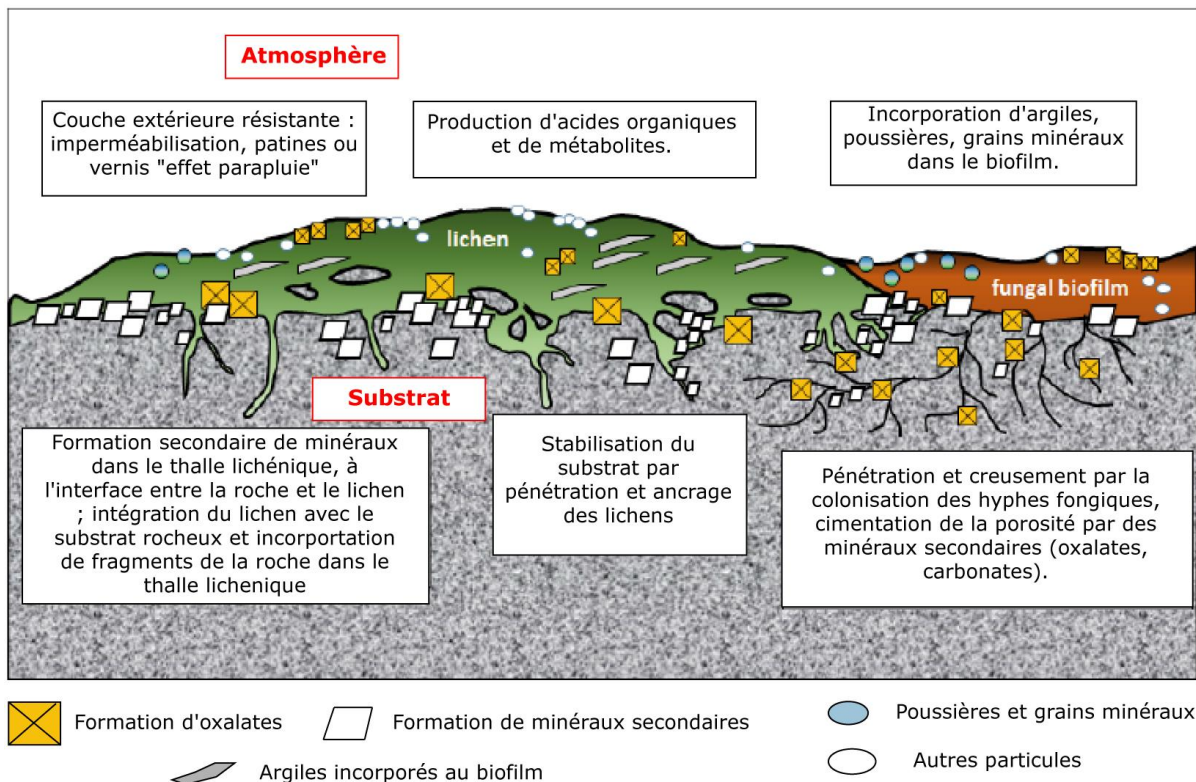 Atmosphère
Couche extérieure résistante :
imperméabilisation, patines ou
vernis "effet parapluie"
Production d'acides organiques
et de métabolites.
Incorporation d'argiles,
poussières, grains minéraux
dans le biofilm.
lichen
fungal biofilm
Substrat
Formation secondaire de minéraux
dans le thalle lichénique, à
l'interface entre la roche et le lichen
; intégration du lichen avec le
substrat rocheux et incorportation
de fragments de la roche dans le
thalle lichenique
Stabilisation du
substrat par
pénétration et ancrage
des lichens
Pénétration et creusement par la
colonisation des hyphes fongiques,
cimentation de la porosité par des
minéraux secondaires (oxalates,
carbonates).
Formation d'oxalates
Formation de minéraux secondaires
Poussières et grains minéraux
Argiles incorporés au biofilm
Autres particules